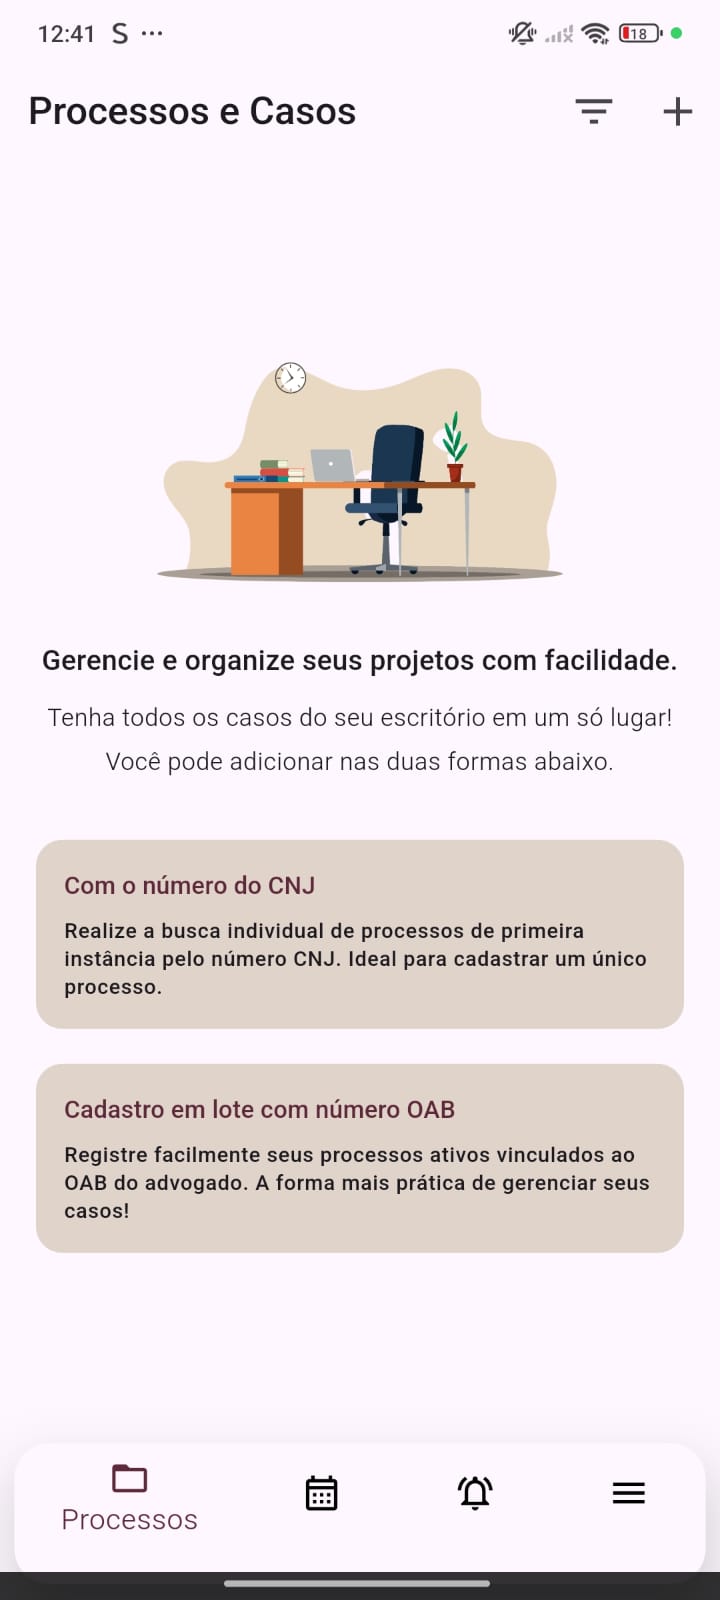 12:41 S ...
18
Processos e Casos
Gerencie e organize seus projetos com facilidade.
Tenha todos os casos do seu escritório em um só lugar!
Você pode adicionar nas duas formas abaixo.
Com o número do CNJ
Realize a busca individual de processos de primeira
instância pelo número CNJ. Ideal para cadastrar um único
processo.
Cadastro em lote com número OAB
Registre facilmente seus processos ativos vinculados ao
OAB do advogado. A forma mais prática de gerenciar seus
casos!
Processos